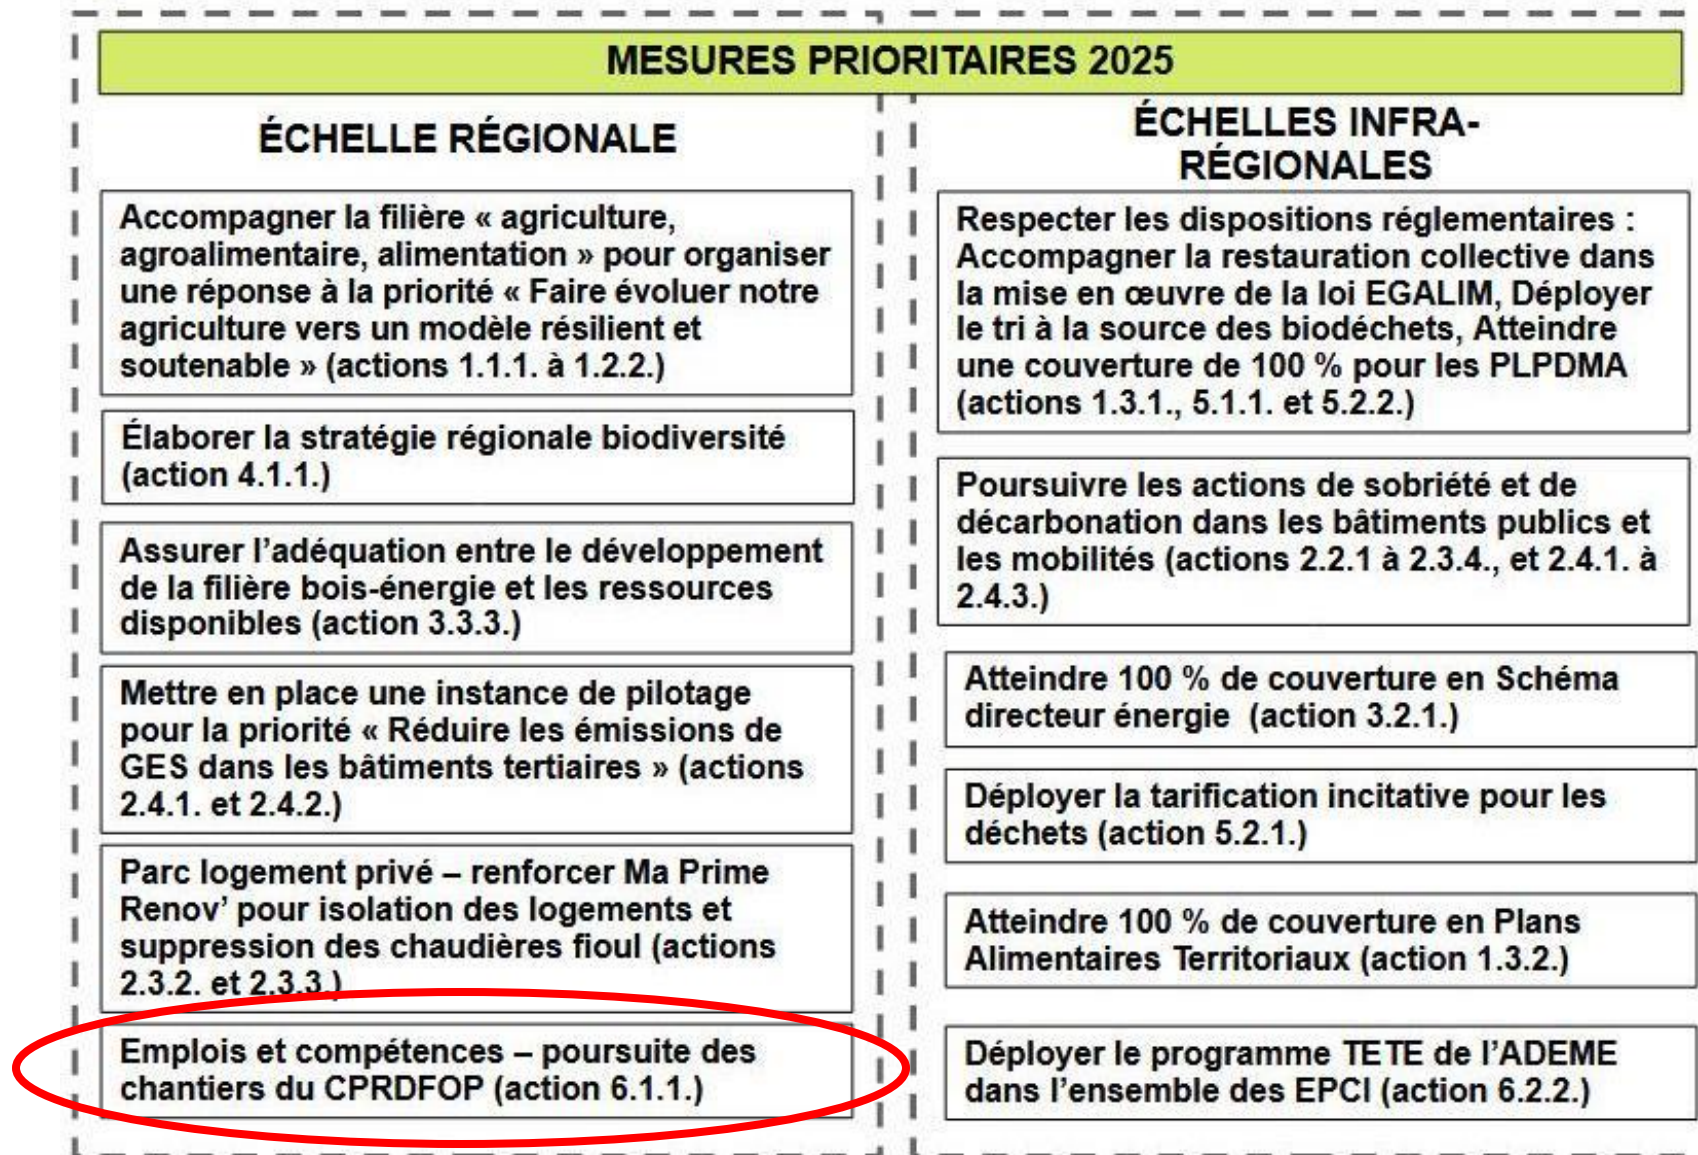 MESURES PRIORITAIRES 2025
ÉCHELLE RÉGIONALE
Accompagner la filière « agriculture,
agroalimentaire, alimentation » pour organiser
une réponse à la priorité « Faire évoluer notre
agriculture vers un modèle résilient et
soutenable » (actions 1.1.1. à 1.2.2.)
Élaborer la stratégie régionale biodiversité
(action 4.1.1.)
Assurer l’adéquation entre le développement
de la filière bois-énergie et les ressources
disponibles (action 3.3.3.)
Mettre en place une instance de pilotage
pour la priorité « Réduire les émissions de
GES dans les bâtiments tertiaires » (actions
2.4.1. et 2.4.2.)
Parc logement privé – renforcer Ma Prime
Renov’ pour isolation des logements et
suppression des chaudières fioul (actions
2.3.2. et 2.3.3.)
Emplois et compétences – poursuite des
chantiers du CPRDFOP (action 6.1.1.)
ÉCHELLES INFRA-
RÉGIONALES
Respecter les dispositions réglementaires :
Accompagner la restauration collective dans
la mise en œuvre de la loi EGALIM, Déployer
le tri à la source des biodéchets, Atteindre
une couverture de 100 % pour les PLPDMA
(actions 1.3.1., 5.1.1. et 5.2.2.)
Poursuivre les actions de sobriété et de
décarbonation dans les bâtiments publics et
les mobilités (actions 2.2.1 à 2.3.4., et 2.4.1. à
2.4.3.)
Atteindre 100 % de couverture en Schéma
directeur énergie (action 3.2.1.)
Déployer la tarification incitative pour les
déchets (action 5.2.1.)
Atteindre 100 % de couverture en Plans
Alimentaires Territoriaux (action 1.3.2.)
Déployer le programme TETE de l’ADEME
dans l’ensemble des EPCI (action 6.2.2.)